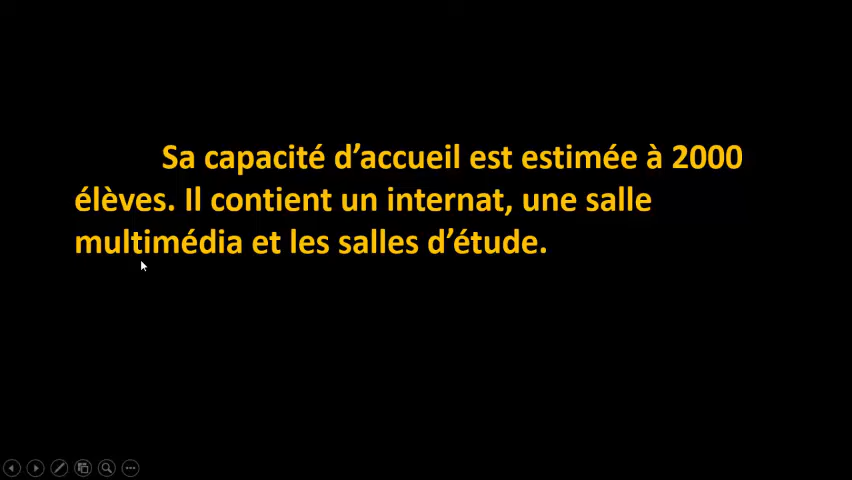 Sa capacité d’accueil est estimée à 2000
élèves. Il contient un internat, une salle
multimédia et les salles d’étude.